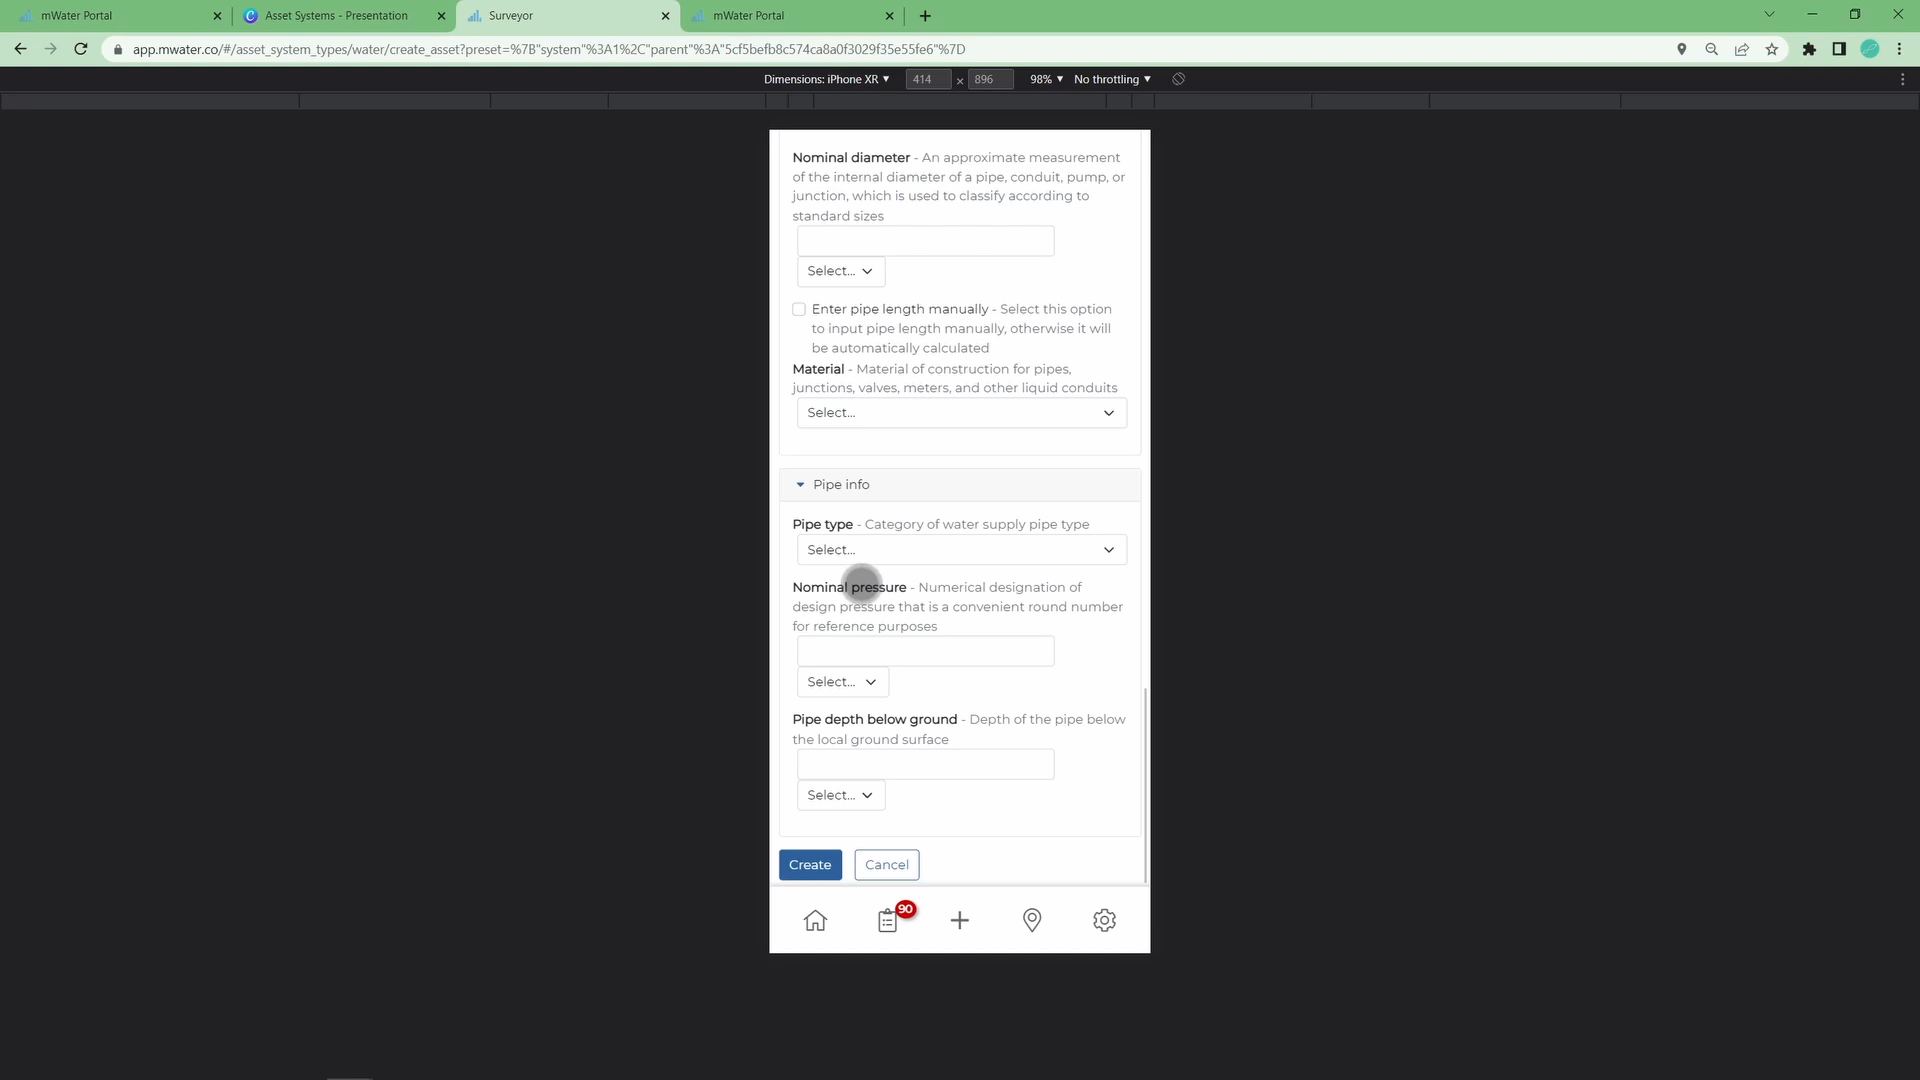 mWater Portal
Asset Systems - Presentation
Surveyor
mWater Portal
app.mwater.co/#/asset_system_types/water/create_asset?preset=%7B"system"%3A1%2C"parent"%3A"5cf5befb8c574ca8a0f3029f35e55fe6"%7D
Dimensions: iPhone XR 414 × 896 98% No throttling
Nominal diameter - An approximate measurement
of the internal diameter of a pipe, conduit, pump, or
junction, which is used to classify according to
standard sizes
Select...
Enter pipe length manually - Select this option
to input pipe length manually, otherwise it will
be automatically calculated
Material - Material of construction for pipes,
junctions, valves, meters, and other liquid conduits
Select...
Pipe info
Pipe type - Category of water supply pipe type
Select...
Nominal pressure - Numerical designation of
design pressure that is a convenient round number
for reference purposes
Select...
Pipe depth below ground - Depth of the pipe below
the local ground surface
Select...
Create Cancel
90